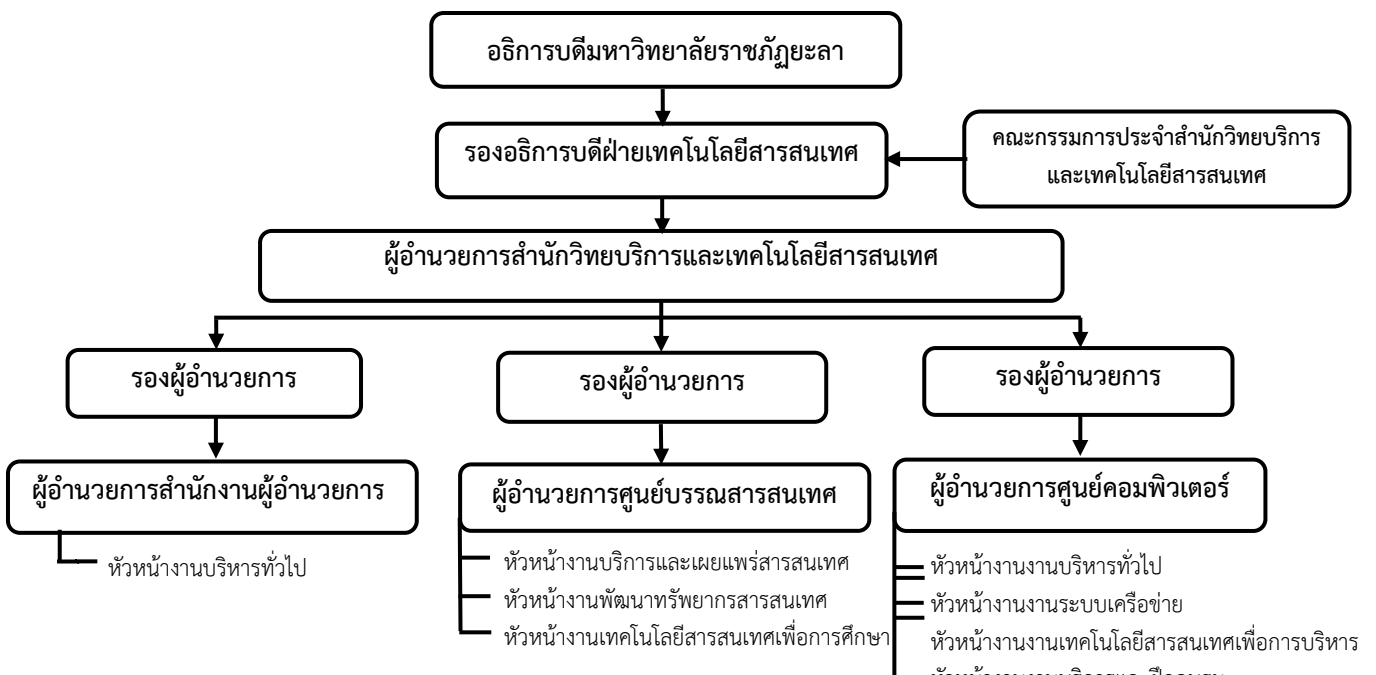 อธิการบดีมหาวิทยาลัยราชภัฏยะลา
รองอธิการบดีฝ่ายเทคโนโลยีสารสนเทศ
คณะกรรมการประจำสำนักวิทยบริการ
และเทคโนโลยีสารสนเทศ
ผู้อำนวยการสำนักวิทยบริการและเทคโนโลยีสารสนเทศ
รองผู้อำนวยการ
รองผู้อำนวยการ
รองผู้อำนวยการ
ผู้อำนวยการสำนักงานผู้อำนวยการ
หัวหน้างานบริหารทั่วไป
ผู้อำนวยการศูนย์บรรณสารสนเทศ
หัวหน้างานบริการและเผยแพร่สารสนเทศ
หัวหน้างานพัฒนาทรัพยากรสารสนเทศ
หัวหน้างานเทคโนโลยีสารสนเทศเพื่อการศึกษา
ผู้อำนวยการศูนย์คอมพิวเตอร์
หัวหน้างานงานบริหารทั่วไป
หัวหน้างานงานระบบเครือข่าย
หัวหน้างานงานเทคโนโลยีสารสนเทศเพื่อการบริหาร